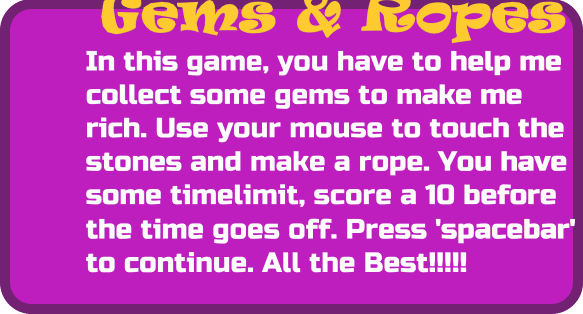 Gems & Ropes
In this game, you have to help me
collect some gems to make me
rich. Use your mouse to touch the
stones and make a rope. You have
some timelimit, score a 10 before
the time goes off. Press 'spacebar'
to continue. All the Best!!!!!